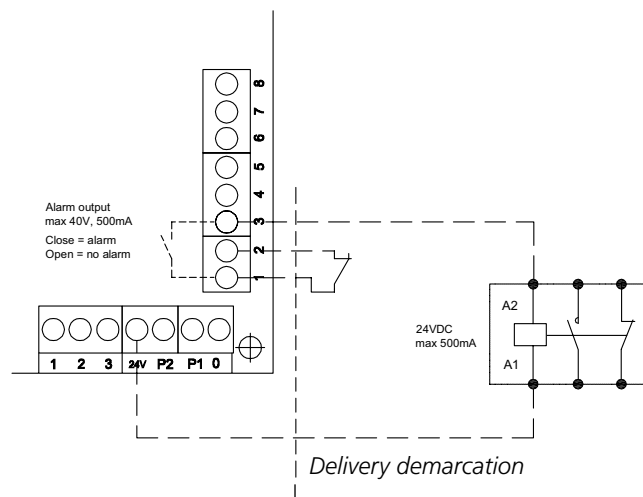 8
7
6
5
4
3
2
1
Alarm output
max 40V, 500mA
Close = alarm
Open = no alarm
1 2 3 24V P2 P1 0
24VDC
max 500mA
A2
A1
Delivery demarcation